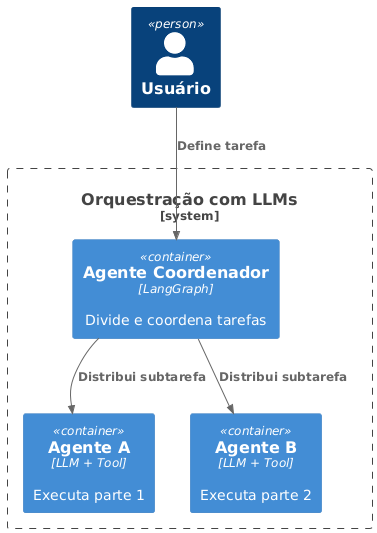 «person»
Usuário
Define tarefa
Orquestração com LLMs
[system]
«container»
Agente Coordenador
[LangGraph]
Divide e coordena tarefas
Distribui subtarefa
Distribui subtarefa
«container»
Agente A
[LLM + Tool]
Executa parte 1
«container»
Agente B
[LLM + Tool]
Executa parte 2